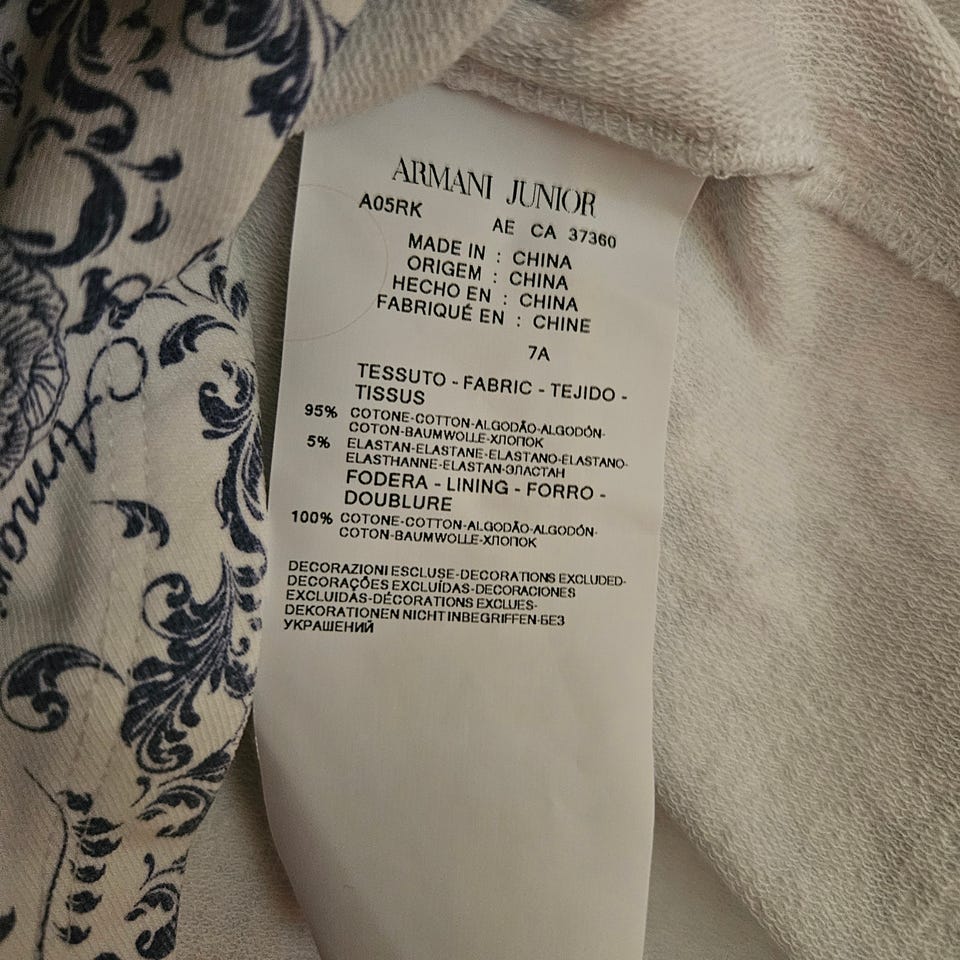 ARMANI JUNIOR
A05RK AE CA 37360
MADE IN : CHINA
ORIGEM : CHINA
HECHO EN : CHINA
FABRIQUÉ EN : CHINE
7A
TESSUTO - FABRIC - TEJIDO -
TISSUS
95% COTONE-COTTON-ALGODÃO-ALGODÓN-
COTON-BAUMWOLLE-ХЛОПОК
5% ELASTAN-ELASTANE-ELASTANO-ELASTANO-
ELASTHANNE-ELASTAN-ЭЛАСТАН
FODERA - LINING - FORRO -
DOUBLURE
100% COTONE-COTTON-ALGODÃO-ALGODÓN-
COTON-BAUMWOLLE-ХЛОПОК
DECORAZIONI ESCLUSE-DECORATIONS EXCLUDED-
DECORAÇÕES EXCLUÍDAS-DECORACIONES
EXCLUIDAS-DÉCORATIONS EXCLUES-
DEKORATIONEN NICHT INBEGRIFFEN-БЕЗ
УКРАШЕНИЙ
Armani